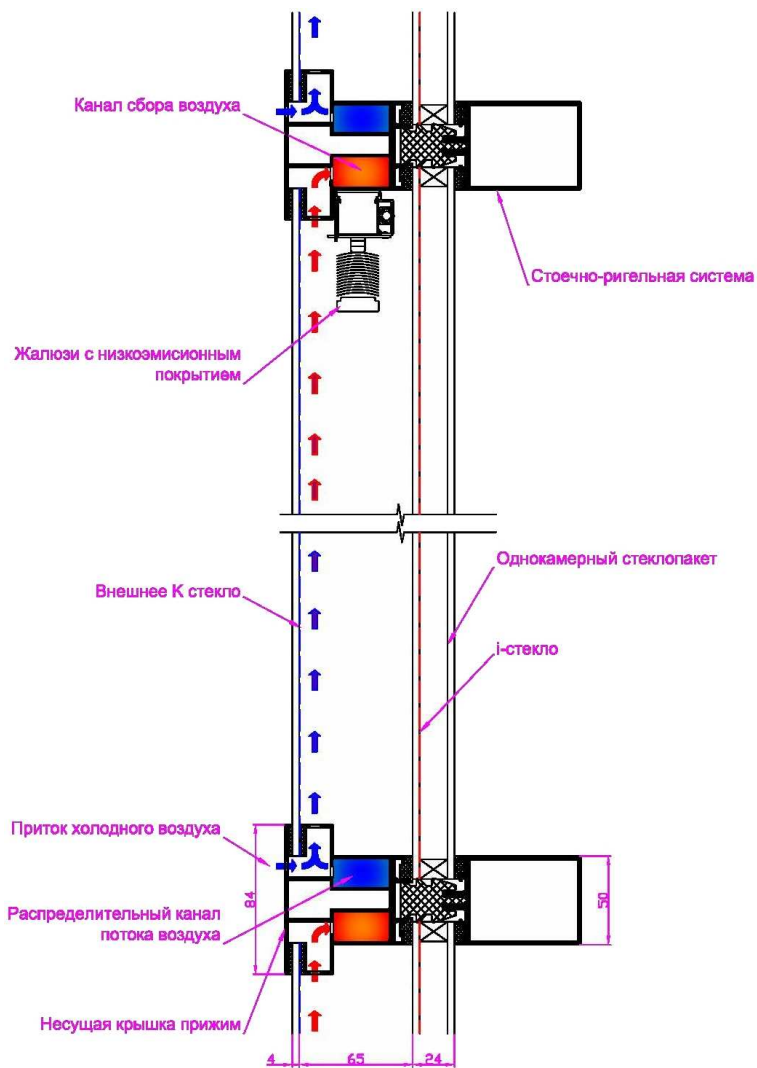 Канал сбора воздуха
Стоечно-ригельная система
Жалюзи с низкоэмисионным
покрытием
Однокамерный стеклопакет
Внешнее К стекло
i-стекло
Приток холодного воздуха
84
50
Распределительный канал
потока воздуха
Несущая крышка прижим
4
65
24